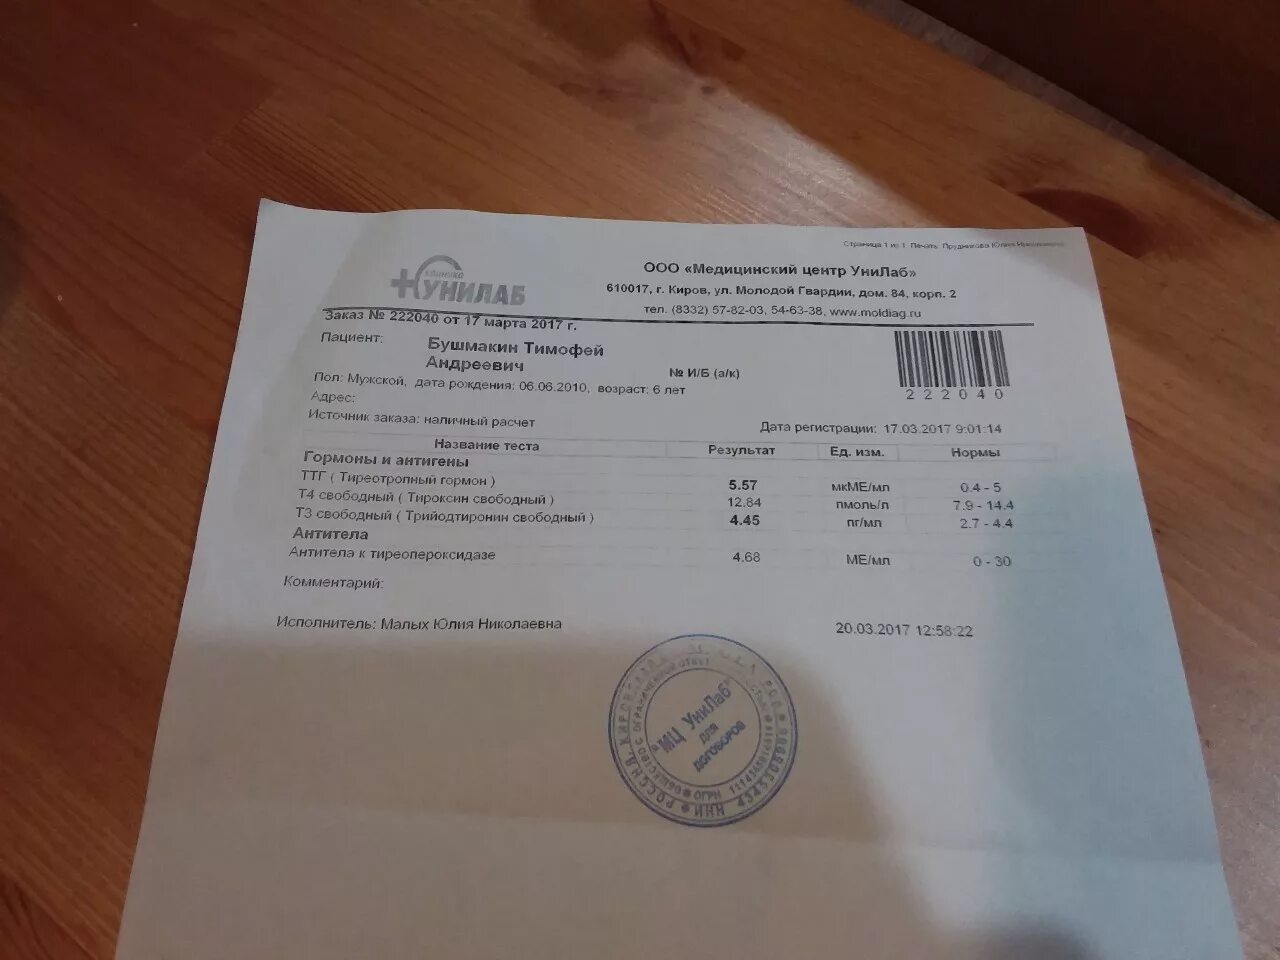 Страница 1 из 1 Печать: Прудникова Юлия Николаевна
клиника
УНИЛАБ
ООО «Медицинский центр УниЛаб»
610017, г. Киров, ул. Молодой Гвардии, дом. 84, корп. 2
тел. (8332) 57-82-03, 54-63-38, www.moldiag.ru
Заказ № 222040 от 17 марта 2017 г.
Пациент: Бушмакин Тимофей
Андреевич
№ И/Б (а/к)
222040
Пол: Мужской, дата рождения: 06.06.2010, возраст: 6 лет
Адрес:
Источник заказа: наличный расчет
Дата регистрации: 17.03.2017 9:01:14
Название теста Результат Ед. изм. Нормы
Гормоны и антигены
ТТГ ( Тиреотропный гормон ) 5.57 мкМЕ/мл 0.4 - 5
Т4 свободный ( Тироксин свободный ) 12.84 пмоль/л 7.9 - 14.4
Т3 свободный ( Трийодтиронин свободный ) 4.45 пг/мл 2.7 - 4.4
Антитела
Антитела к тиреопероксидазе 4.68 МЕ/мл 0 - 30
Комментарий:
Исполнитель: Малых Юлия Николаевна
20.03.2017 12:58:22
"МЦ УниЛаб"
для
договоров
РОССИЯ
ОГРН
ИНН